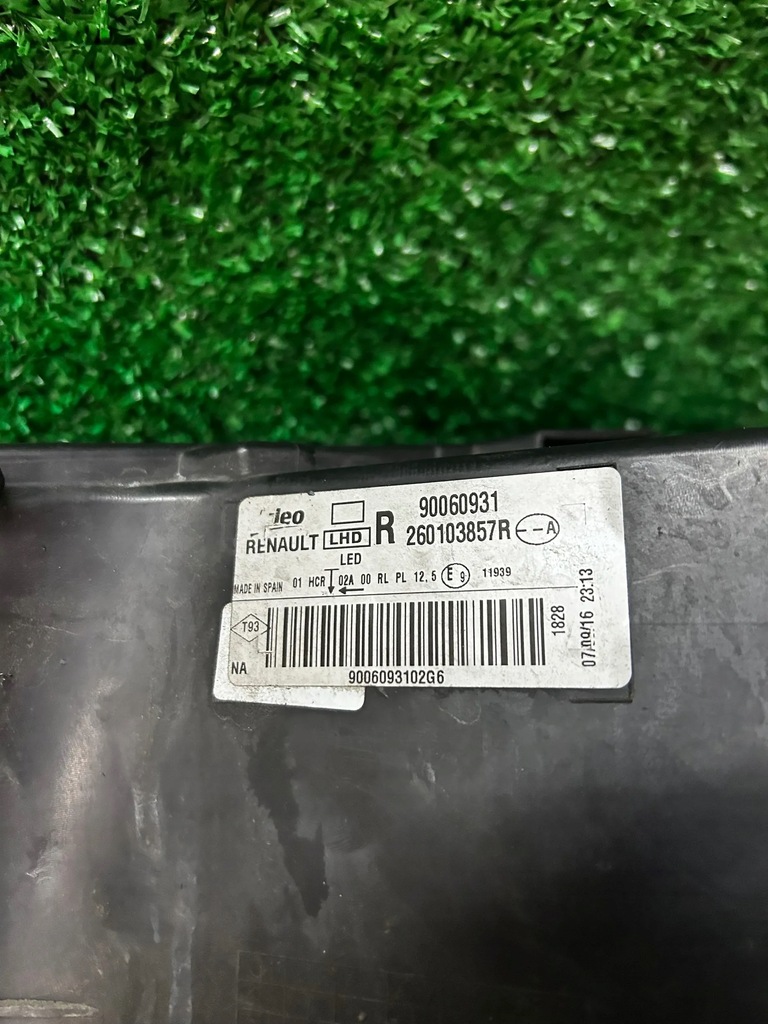 90060931
RENAULT LHD R 260103857R --A
LED
MADE IN SPAIN 01 HCR 02A 00 RL PL 12.5 E9 11939
T93
NA
9006093102G6
1828
07/09/16 23:13